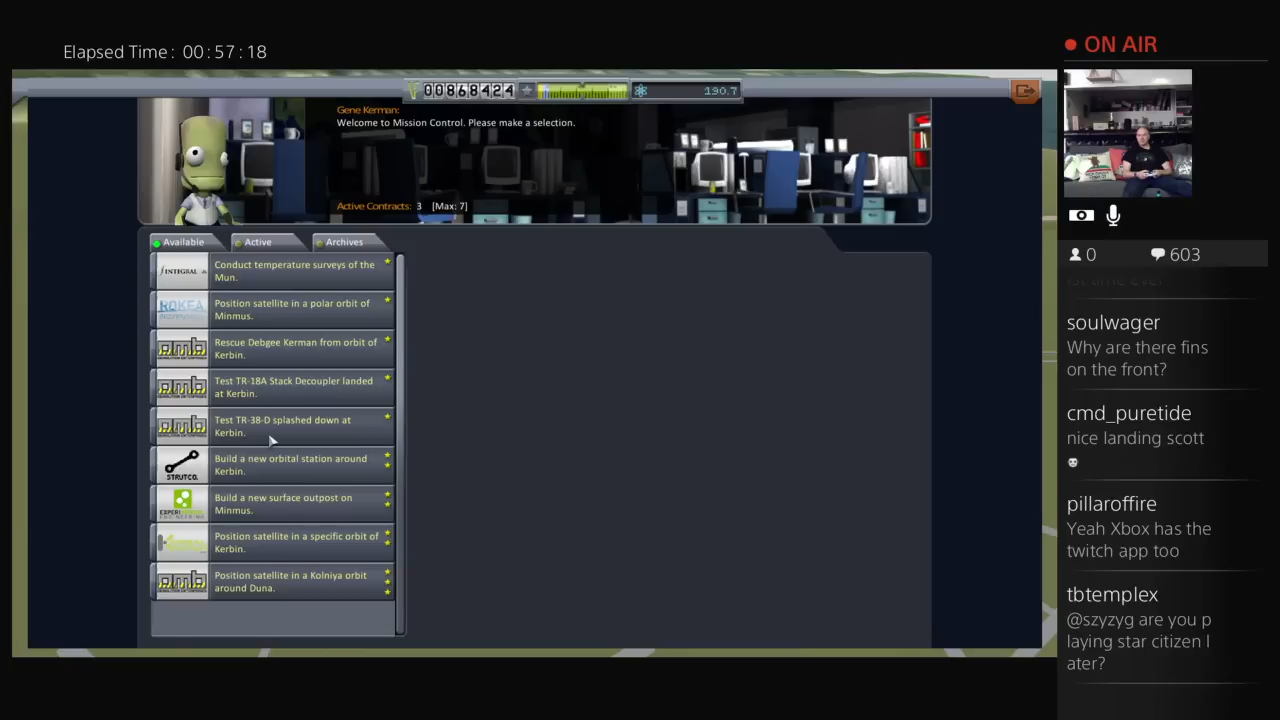 Elapsed Time: 00:57:18
ON AIR
00868424
190.7
Gene Kerman:
Welcome to Mission Control. Please make a selection.
Active Contracts: 3 [Max: 7]
Available
Active
Archives
INTEGRAL
Conduct temperature surveys of the
Mun.
ROKEA
Position satellite in a polar orbit of
Minmus.
Rescue Debgee Kerman from orbit of
Kerbin.
Test TR-18A Stack Decoupler landed
at Kerbin.
Test TR-38-D splashed down at
Kerbin.
STRUTCO.
Build a new orbital station around
Kerbin.
Build a new surface outpost on
Minmus.
Position satellite in a specific orbit of
Kerbin.
Position satellite in a Kolniya orbit
around Duna.
0
603
soulwager
Why are there fins
on the front?
cmd_puretide
nice landing scott
pillaroffire
Yeah Xbox has the
twitch app too
tbtemplex
@szyzyg are you p
laying star citizen l
ater?